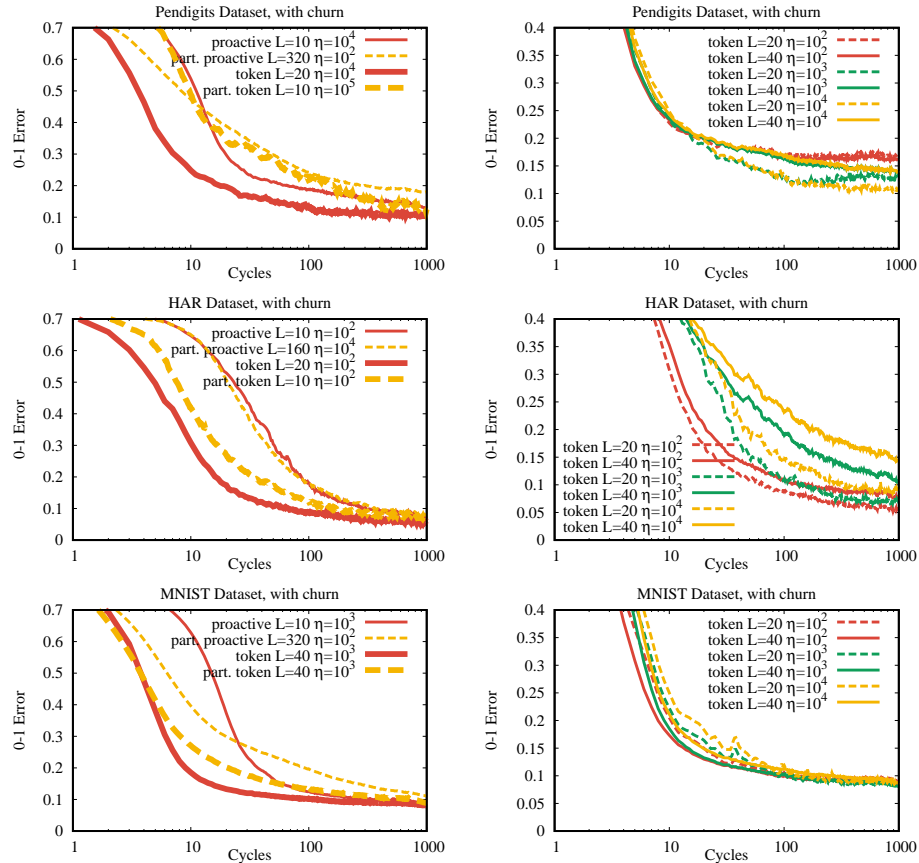 Pendigits Dataset, with churn
0.7
0.6
0.5
0.4
0.3
0.2
0.1
0
1
10
100
1000
0-1 Error
Cycles
proactive L=10 η=10^4
part. proactive L=320 η=10^2
token L=20 η=10^4
part. token L=10 η=10^5
Pendigits Dataset, with churn
0.4
0.35
0.3
0.25
0.2
0.15
0.1
0.05
0
1
10
100
1000
0-1 Error
Cycles
token L=20 η=10^2
token L=40 η=10^2
token L=20 η=10^3
token L=40 η=10^3
token L=20 η=10^4
token L=40 η=10^4
HAR Dataset, with churn
0.7
0.6
0.5
0.4
0.3
0.2
0.1
0
1
10
100
1000
0-1 Error
Cycles
proactive L=10 η=10^2
part. proactive L=160 η=10^4
token L=20 η=10^2
part. token L=10 η=10^2
HAR Dataset, with churn
0.4
0.35
0.3
0.25
0.2
0.15
0.1
0.05
0
1
10
100
1000
0-1 Error
Cycles
token L=20 η=10^2
token L=40 η=10^2
token L=20 η=10^3
token L=40 η=10^3
token L=20 η=10^4
token L=40 η=10^4
MNIST Dataset, with churn
0.7
0.6
0.5
0.4
0.3
0.2
0.1
0
1
10
100
1000
0-1 Error
Cycles
proactive L=10 η=10^3
part. proactive L=320 η=10^2
token L=40 η=10^3
part. token L=40 η=10^3
MNIST Dataset, with churn
0.4
0.35
0.3
0.25
0.2
0.15
0.1
0.05
0
1
10
100
1000
0-1 Error
Cycles
token L=20 η=10^2
token L=40 η=10^2
token L=20 η=10^3
token L=40 η=10^3
token L=20 η=10^4
token L=40 η=10^4